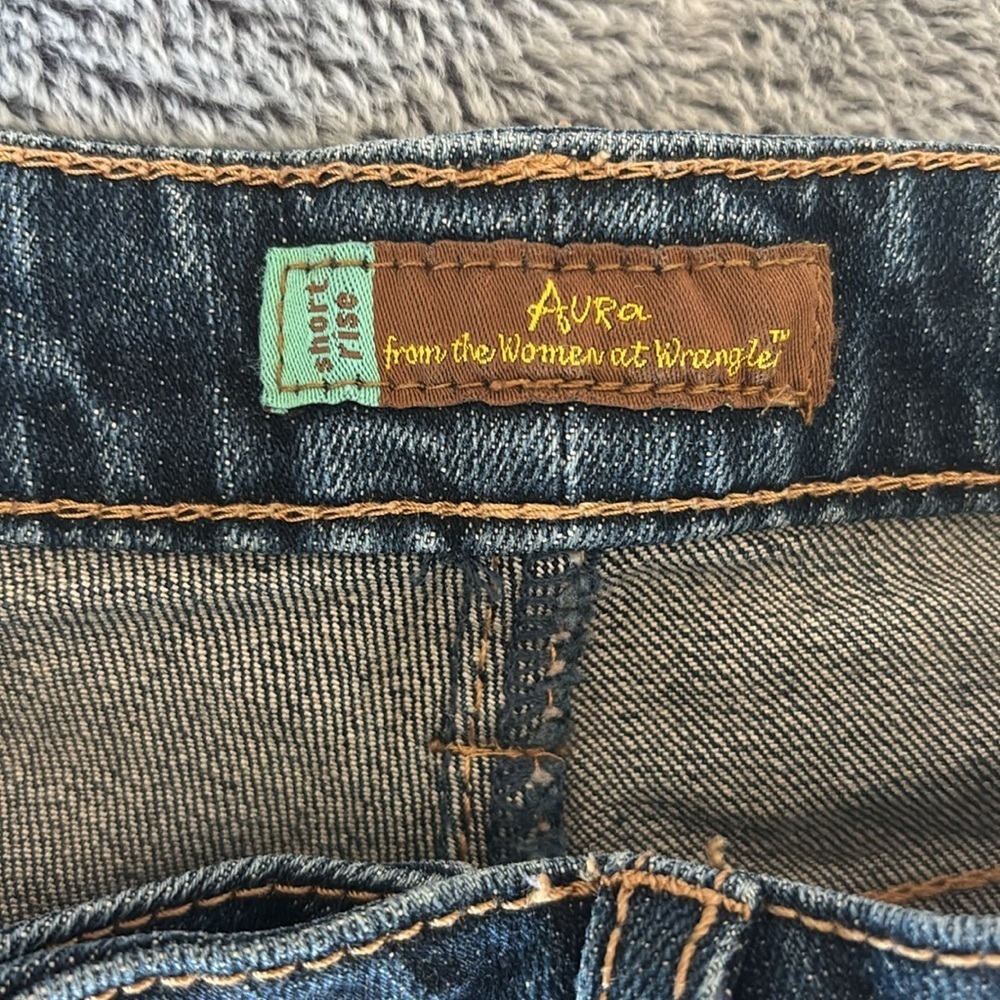 short
rise
AURa
from the Women at Wrangler™